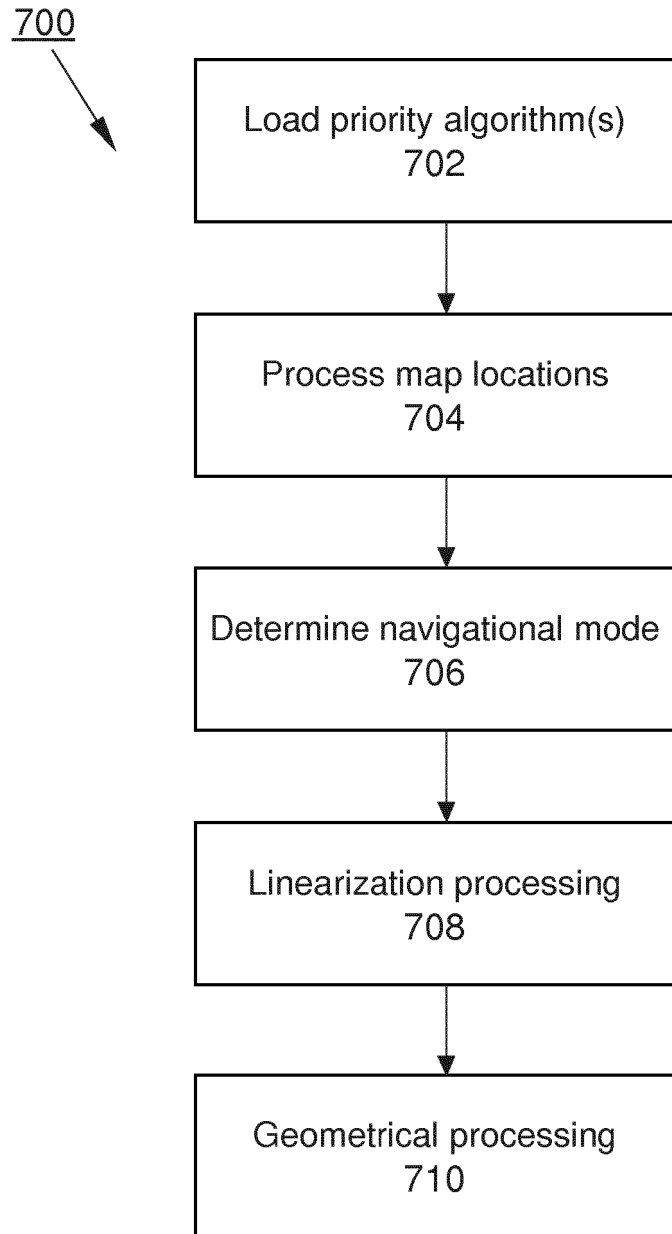 700
Load priority algorithm(s)
702
Process map locations
704
Determine navigational mode
706
Linearization processing
708
Geometrical processing
710